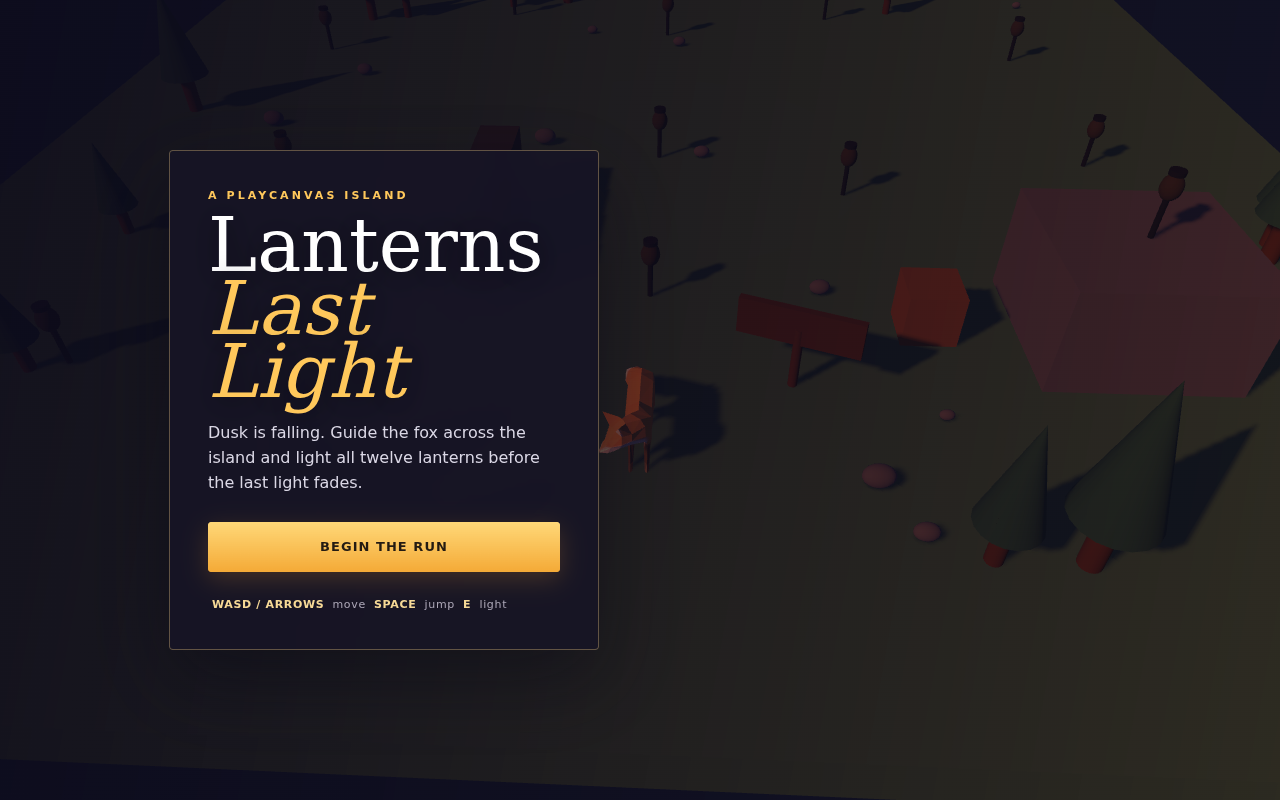 A PLAYCANVAS ISLAND
Lanterns
Last
Light
Dusk is falling. Guide the fox across the
island and light all twelve lanterns before
the last light fades.
BEGIN THE RUN
WASD / ARROWS move SPACE jump E light